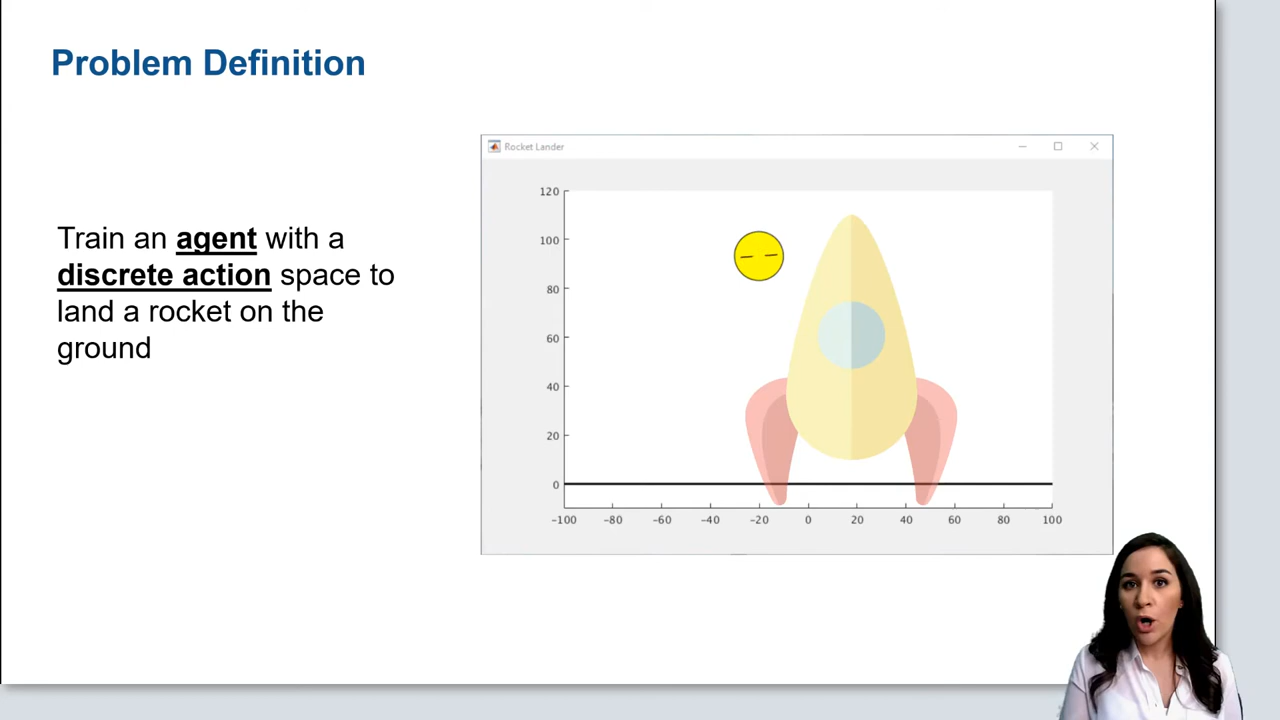 Problem Definition
Train an agent with a
discrete action space to
land a rocket on the
ground
Rocket Lander
120
100
80
60
40
20
0
-100 -80 -60 -40 -20 0 20 40 60 80 100